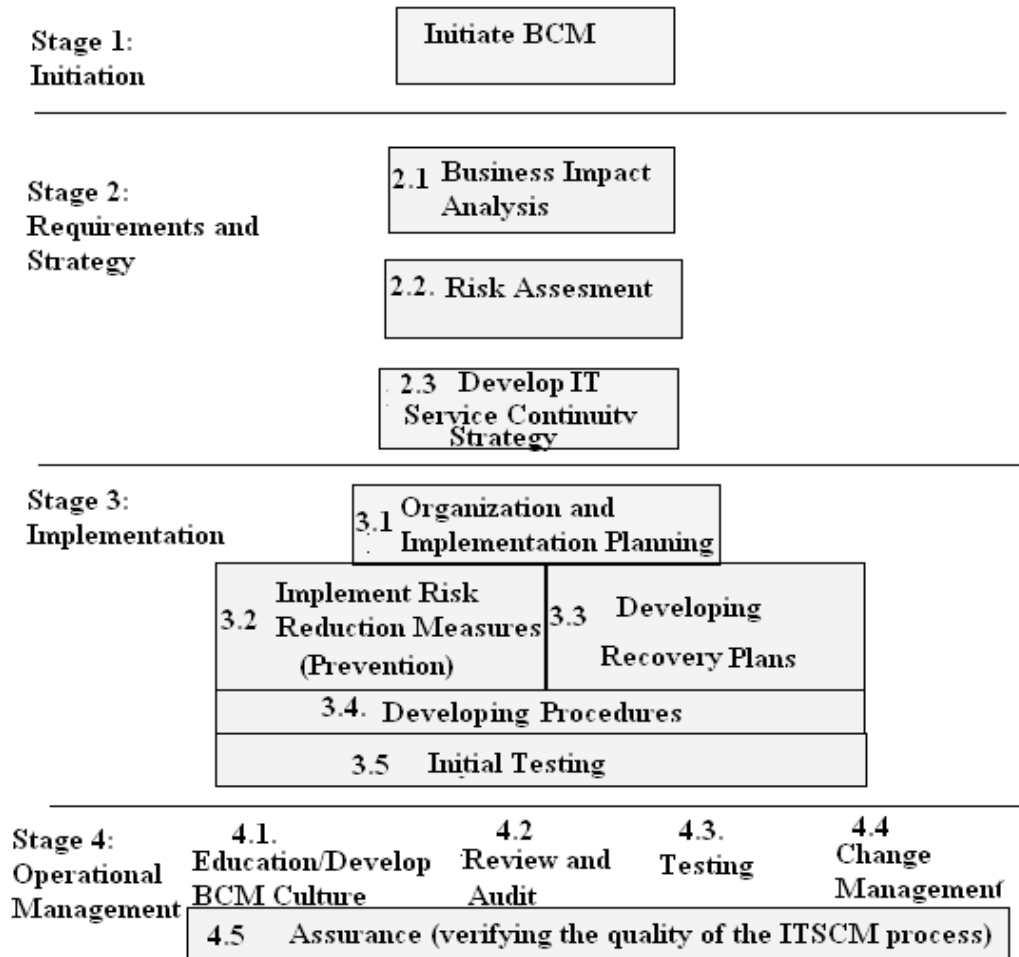 Stage 1:
Initiation
Initiate BCM
Stage 2:
Requirements and
Strategy
2.1 Business Impact
Analysis
2.2. Risk Assesment
2.3 Develop IT
Service Continuity
Strategy
Stage 3:
Implementation
3.1 Organization and
Implementation Planning
3.2 Implement Risk
Reduction Measures
(Prevention)
3.3 Developing
Recovery Plans
3.4. Developing Procedures
3.5 Initial Testing
Stage 4:
Operational
Management
4.1.
Education/Develop
BCM Culture
4.2
Review and
Audit
4.3.
Testing
4.4
Change
Management
4.5 Assurance (verifying the quality of the ITSCM process)